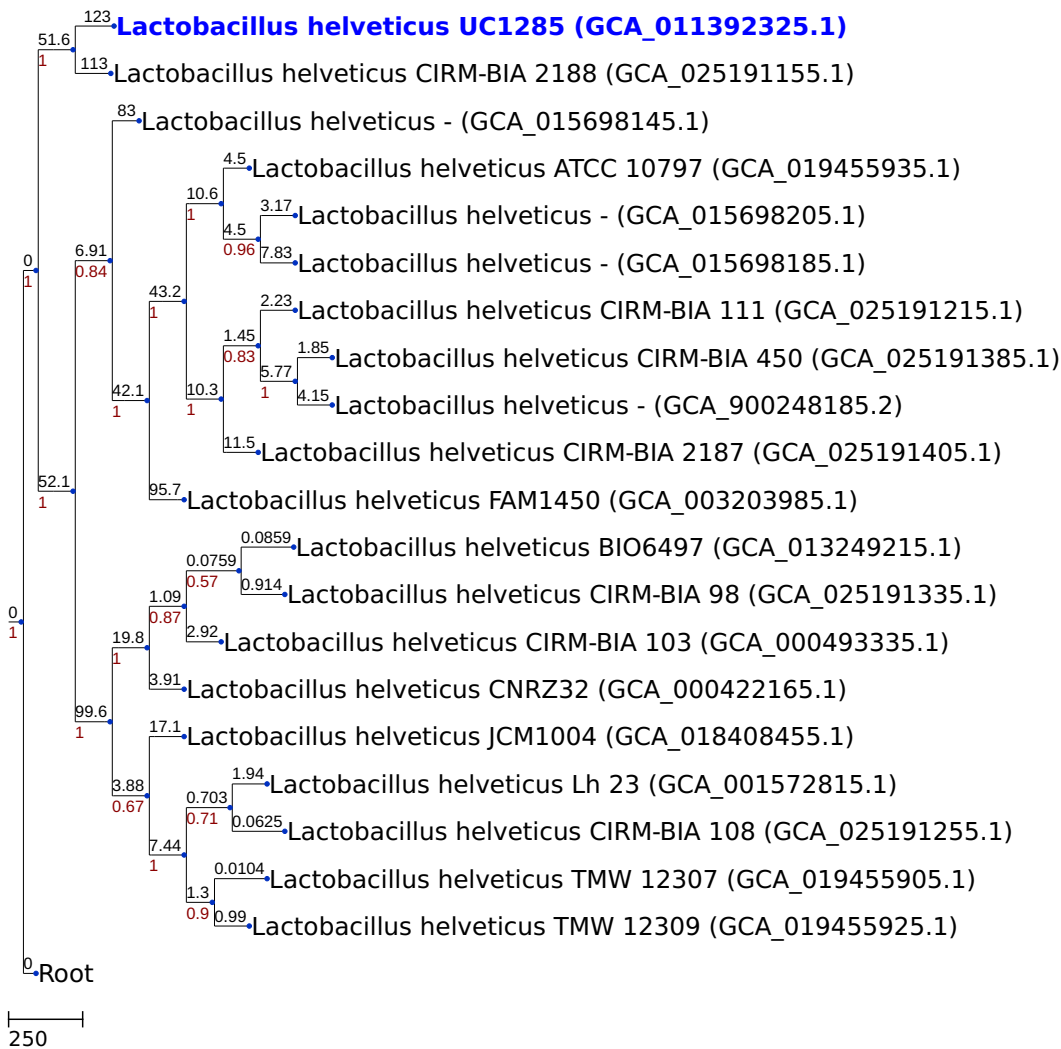 123
Lactobacillus helveticus UC1285 (GCA_011392325.1)
51.6
1
113
Lactobacillus helveticus CIRM-BIA 2188 (GCA_025191155.1)
83
Lactobacillus helveticus - (GCA_015698145.1)
4.5
Lactobacillus helveticus ATCC 10797 (GCA_019455935.1)
10.6
1
3.17
Lactobacillus helveticus - (GCA_015698205.1)
4.5
0.96
7.83
Lactobacillus helveticus - (GCA_015698185.1)
6.91
0.84
0
1
43.2
1
2.23
Lactobacillus helveticus CIRM-BIA 111 (GCA_025191215.1)
1.45
0.83
1.85
Lactobacillus helveticus CIRM-BIA 450 (GCA_025191385.1)
5.77
1
4.15
Lactobacillus helveticus - (GCA_900248185.2)
42.1
1
10.3
1
11.5
Lactobacillus helveticus CIRM-BIA 2187 (GCA_025191405.1)
52.1
1
95.7
Lactobacillus helveticus FAM1450 (GCA_003203985.1)
0.0859
Lactobacillus helveticus BIO6497 (GCA_013249215.1)
0.0759
0.57
0.914
Lactobacillus helveticus CIRM-BIA 98 (GCA_025191335.1)
1.09
0.87
0
1
19.8
1
2.92
Lactobacillus helveticus CIRM-BIA 103 (GCA_000493335.1)
3.91
Lactobacillus helveticus CNRZ32 (GCA_000422165.1)
99.6
1
17.1
Lactobacillus helveticus JCM1004 (GCA_018408455.1)
3.88
0.67
1.94
Lactobacillus helveticus Lh 23 (GCA_001572815.1)
0.703
0.71
0.0625
Lactobacillus helveticus CIRM-BIA 108 (GCA_025191255.1)
7.44
1
0.0104
Lactobacillus helveticus TMW 12307 (GCA_019455905.1)
1.3
0.9
0.99
Lactobacillus helveticus TMW 12309 (GCA_019455925.1)
0
Root
250